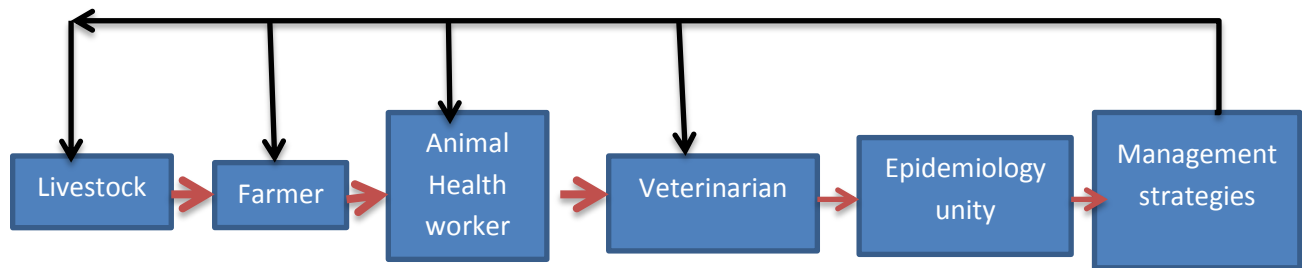 Livestock
Farmer
Animal
Health
worker
Veterinarian
Epidemiology
unity
Management
strategies